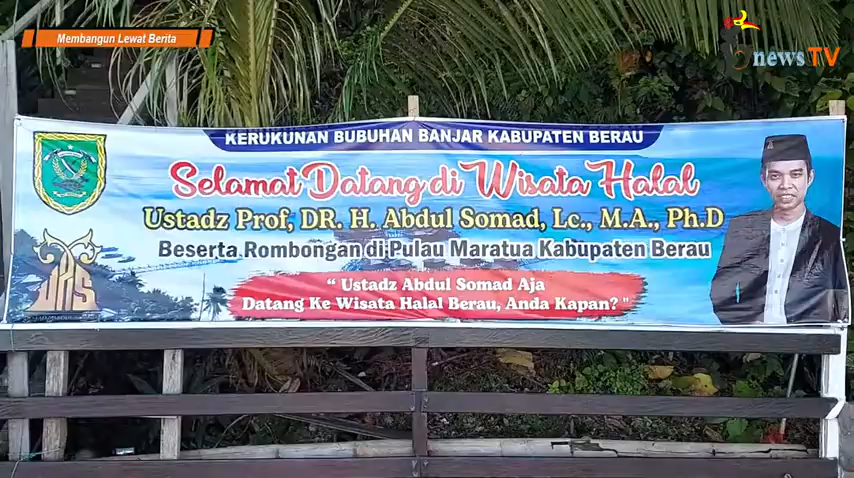 Membangun Lewat Berita
bnewsTV
KERUKUNAN BUBUHAN BANJAR KABUPATEN BERAU
Selamat Datang di Wisata Halal
Ustadz Prof, DR. H. Abdul Somad, Lc., M.A., Ph.D
Beserta Rombongan di Pulau Maratua Kabupaten Berau
“ Ustadz Abdul Somad Aja
Datang Ke Wisata Halal Berau, Anda Kapan? "